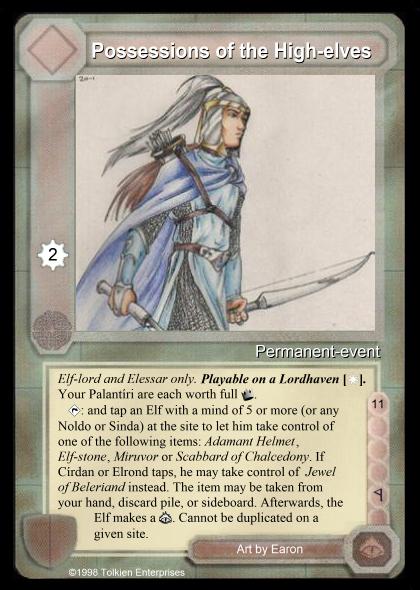 Possessions of the High-elves
2
Permanent-event
Elf-lord and Elessar only. Playable on a Lordhaven [ ].
Your Palantíri are each worth full .
: and tap an Elf with a mind of 5 or more (or any
Noldo or Sinda) at the site to let him take control of
one of the following items: Adamant Helmet,
Elf-stone, Miruvor or Scabbard of Chalcedony. If
Cirdan or Elrond taps, he may take control of Jewel
of Beleriand instead. The item may be taken from
your hand, discard pile, or sideboard. Afterwards, the
Elf makes a . Cannot be duplicated on a
given site.
11
Art by Earon
©1998 Tolkien Enterprises